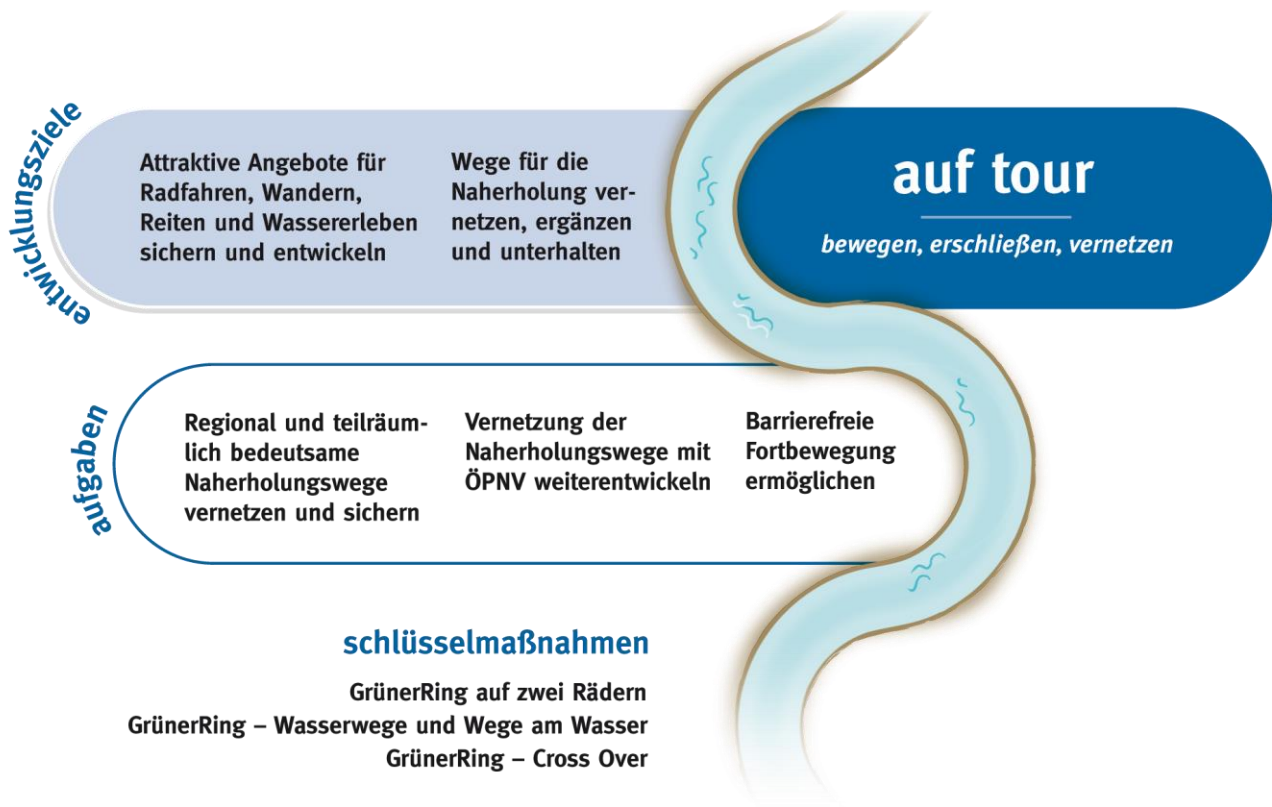 entwicklungsziele
Attraktive Angebote für
Radfahren, Wandern,
Reiten und Wassererleben
sichern und entwickeln
Wege für die
Naherholung ver-
netzen, ergänzen
und unterhalten
auf tour
bewegen, erschließen, vernetzen
aufgaben
Regional und teilräum-
lich bedeutsame
Naherholungswege
vernetzen und sichern
Vernetzung der
Naherholungswege mit
ÖPNV weiterentwickeln
Barrierefreie
Fortbewegung
ermöglichen
schlüsselmaßnahmen
GrünerRing auf zwei Rädern
GrünerRing – Wasserwege und Wege am Wasser
GrünerRing – Cross Over